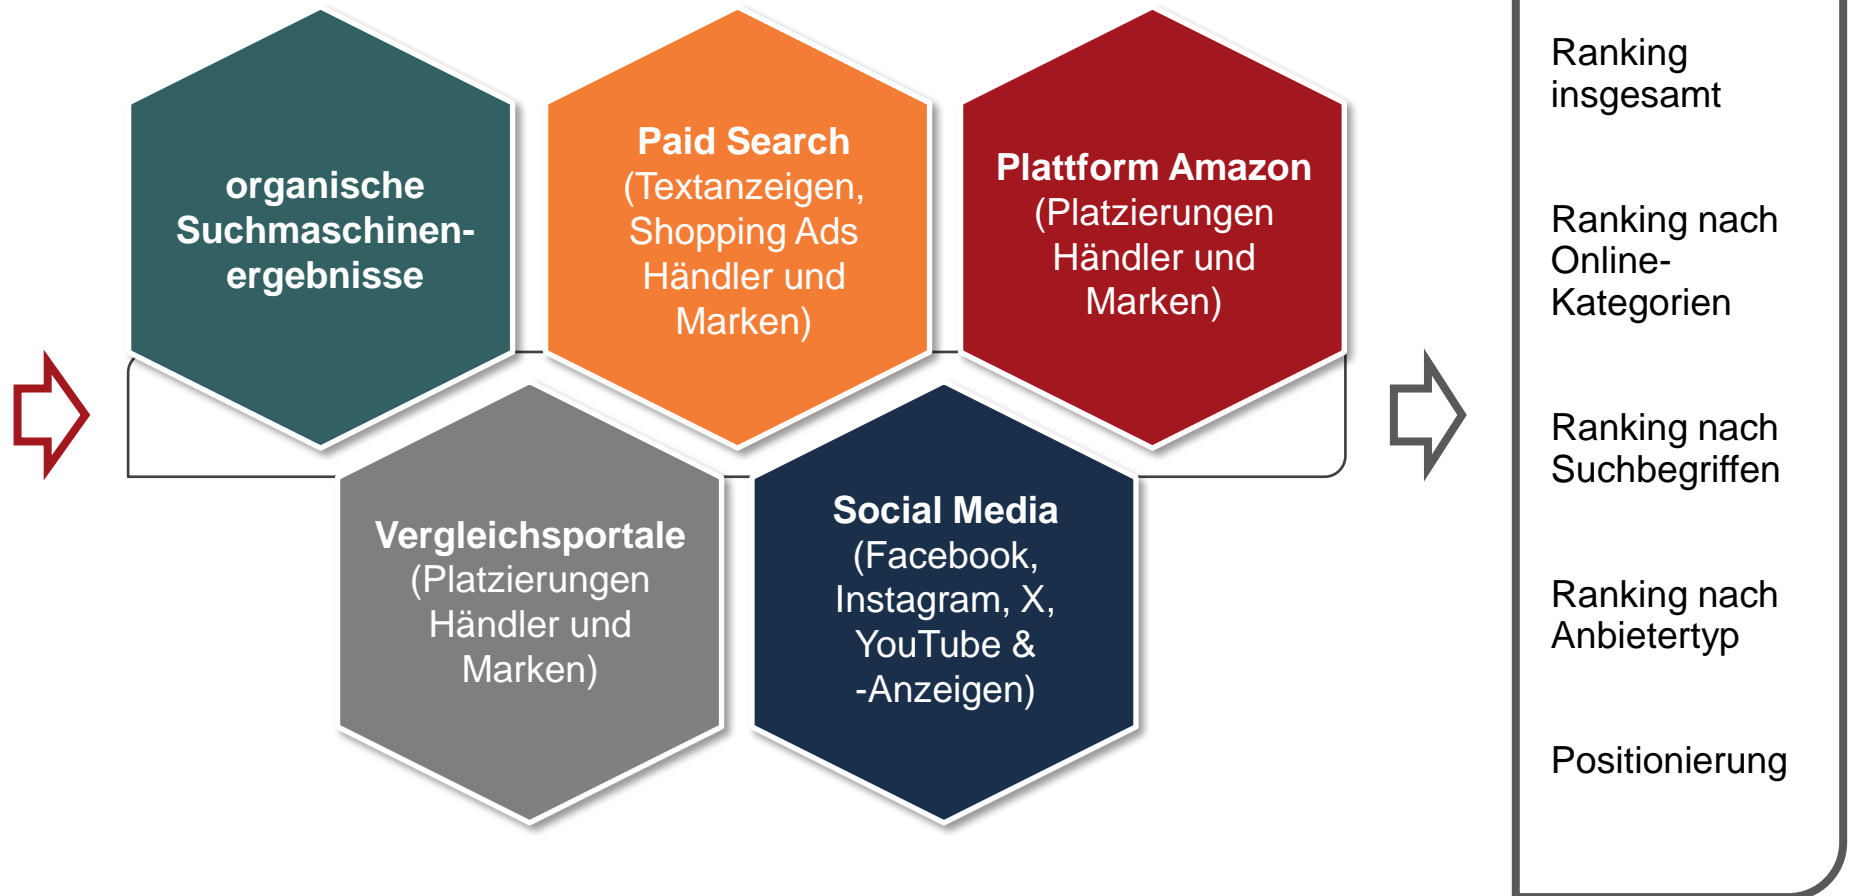 organische
Suchmaschinen-
ergebnisse
Paid Search
(Textanzeigen,
Shopping Ads
Händler und
Marken)
Plattform Amazon
(Platzierungen
Händler und
Marken)
Vergleichsportale
(Platzierungen
Händler und
Marken)
Social Media
(Facebook,
Instagram, X,
YouTube &
-Anzeigen)
Ranking
insgesamt
Ranking nach
Online-
Kategorien
Ranking nach
Suchbegriffen
Ranking nach
Anbietertyp
Positionierung